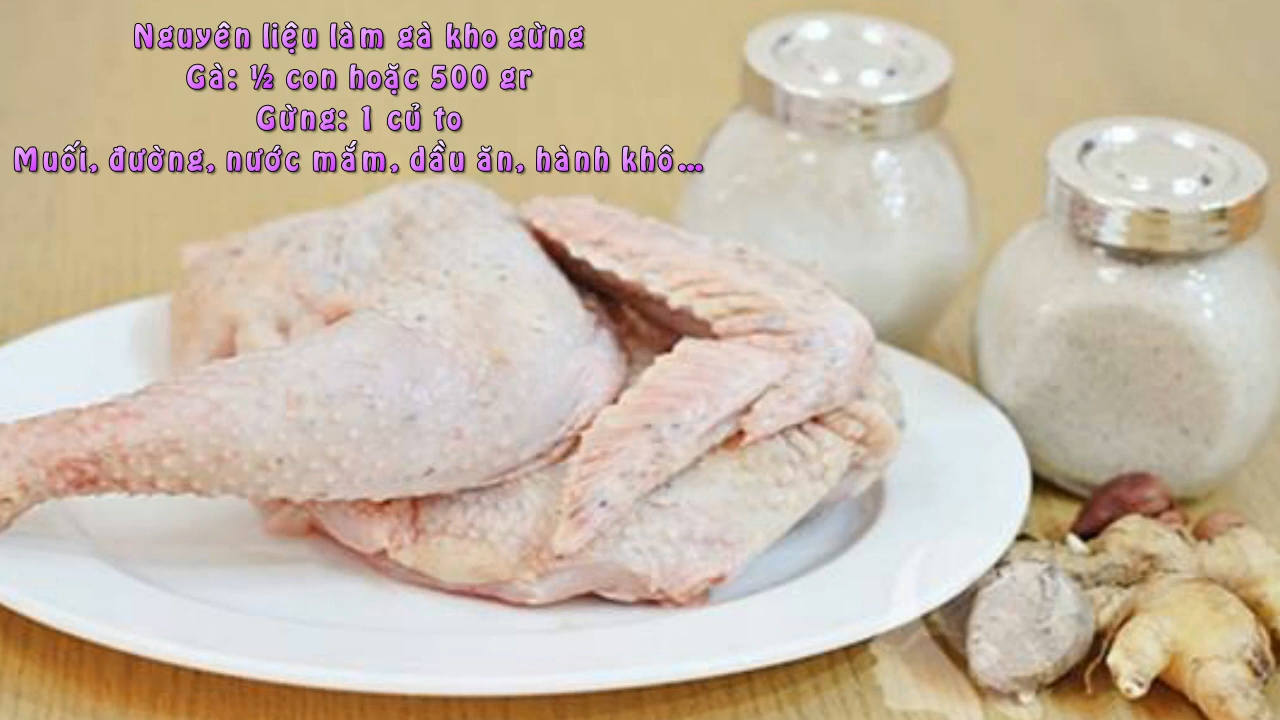 Nguyên liệu làm gà kho gừng
Gà: ½ con hoặc 500 gr
Gừng: 1 củ to
Muối, đường, nước mắm, dầu ăn, hành khô...